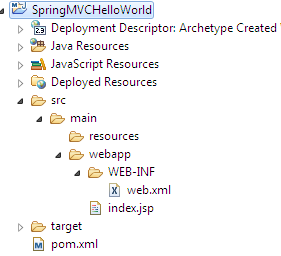 SpringMVCHelloWorld
Deployment Descriptor: Archetype Created
Java Resources
JavaScript Resources
Deployed Resources
src
main
resources
webapp
WEB-INF
web.xml
index.jsp
target
pom.xml